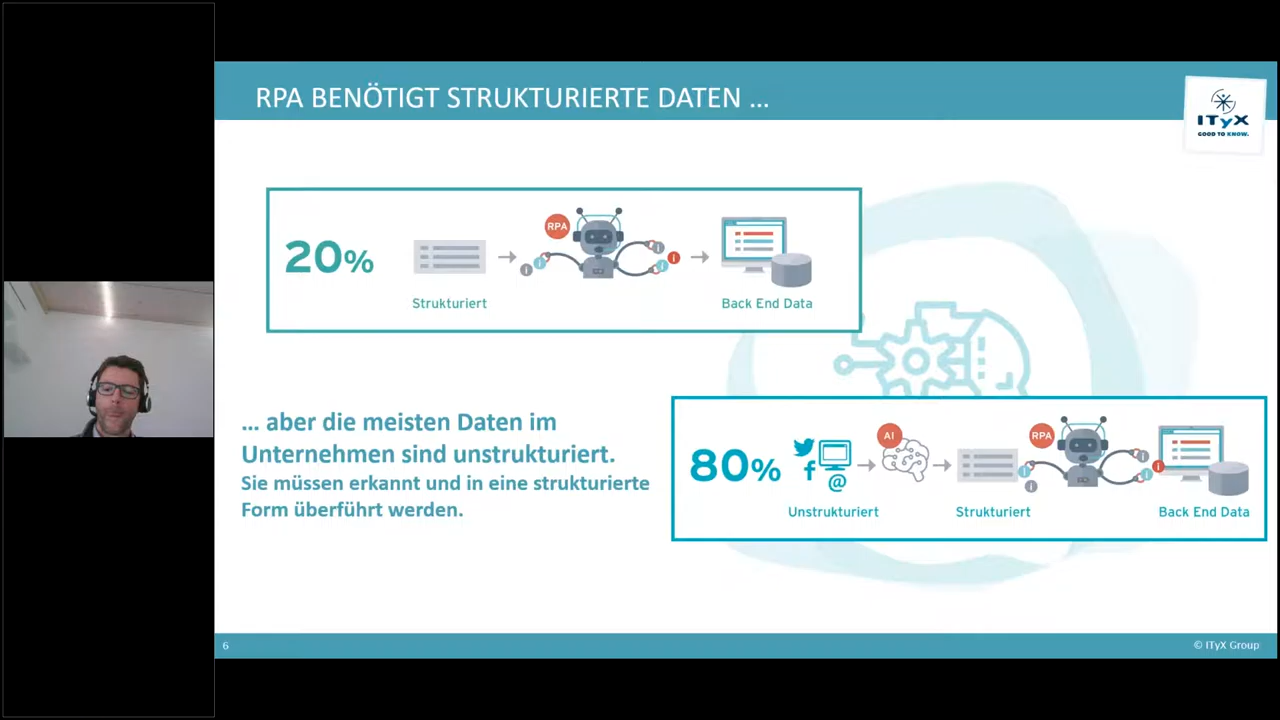 RPA BENÖTIGT STRUKTURIERTE DATEN ...
ITyX
GOOD TO KNOW.
20%
RPA
Strukturiert
Back End Data
... aber die meisten Daten im
Unternehmen sind unstrukturiert.
Sie müssen erkannt und in eine strukturierte
Form überführt werden.
80%
@
AI
RPA
Unstrukturiert
Strukturiert
Back End Data
6
© ITyX Group